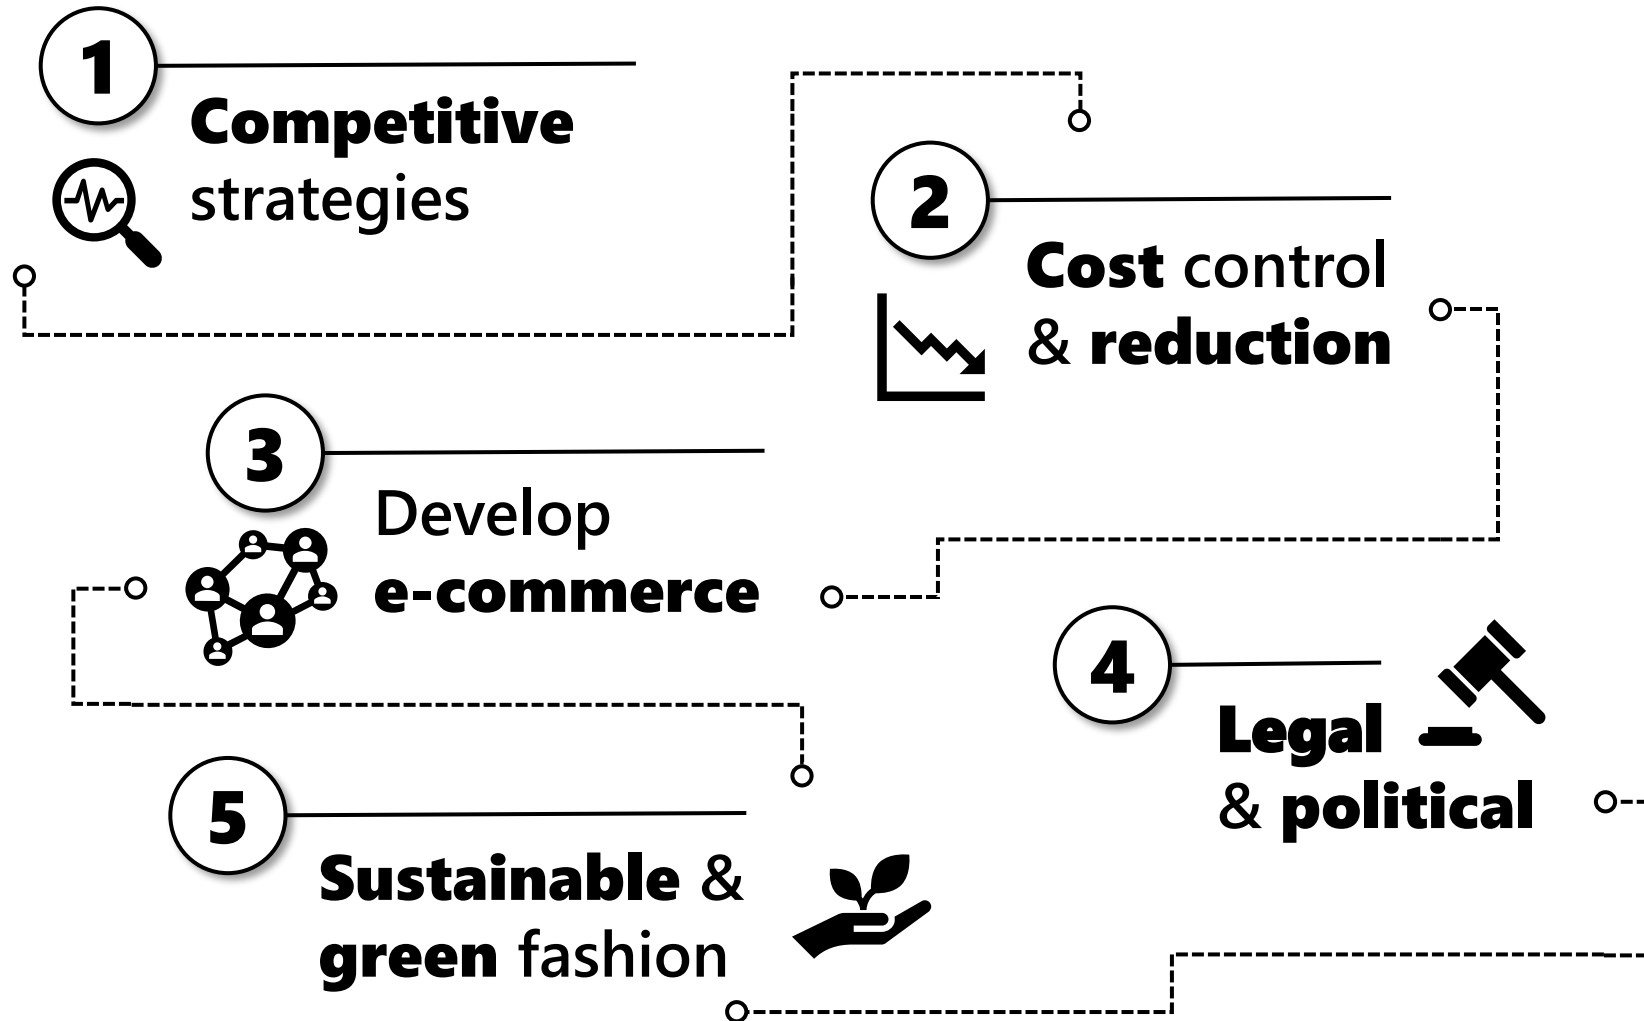 1
Competitive
strategies
2
Cost control
& reduction
3
Develop
e-commerce
4
Legal
& political
5
Sustainable &
green fashion